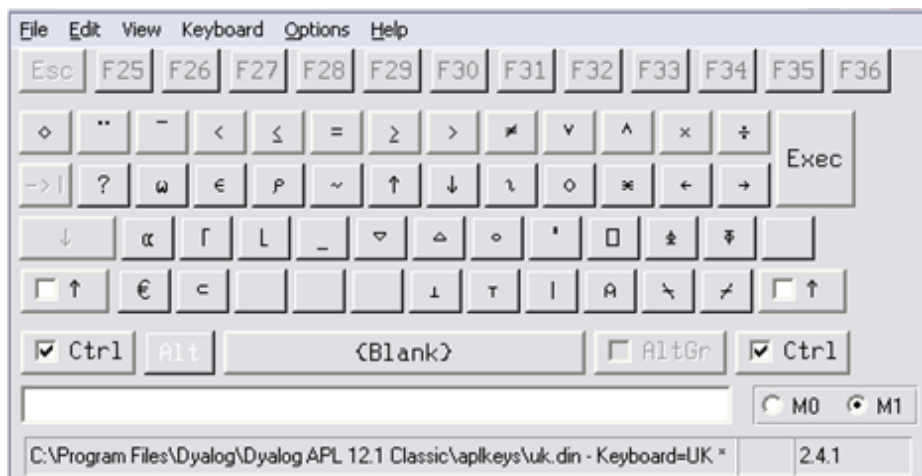 File Edit View Keyboard Options Help
Esc F25 F26 F27 F28 F29 F30 F31 F32 F33 F34 F35 F36
◇ ¨ ¯ < ≤ = ≥ > ≠ ∨ ∧ × ÷
->| ? ω ∊ ⍴ ~ ↑ ↓ ⍳ ○ * ← → Exec
↓ ⍺ ⌈ ⌊ _ ∇ ∆ ∘ ' ⎕ ⍎ ⍕
↑ € ⊂ ⊥ ⊤ | ⍝ ⍀ ⌿ ↑
Ctrl Alt {Blank} AltGr Ctrl
M0 M1
C:\Program Files\Dyalog\Dyalog APL 12.1 Classic\aplkeys\uk.din - Keyboard=UK * 2.4.1